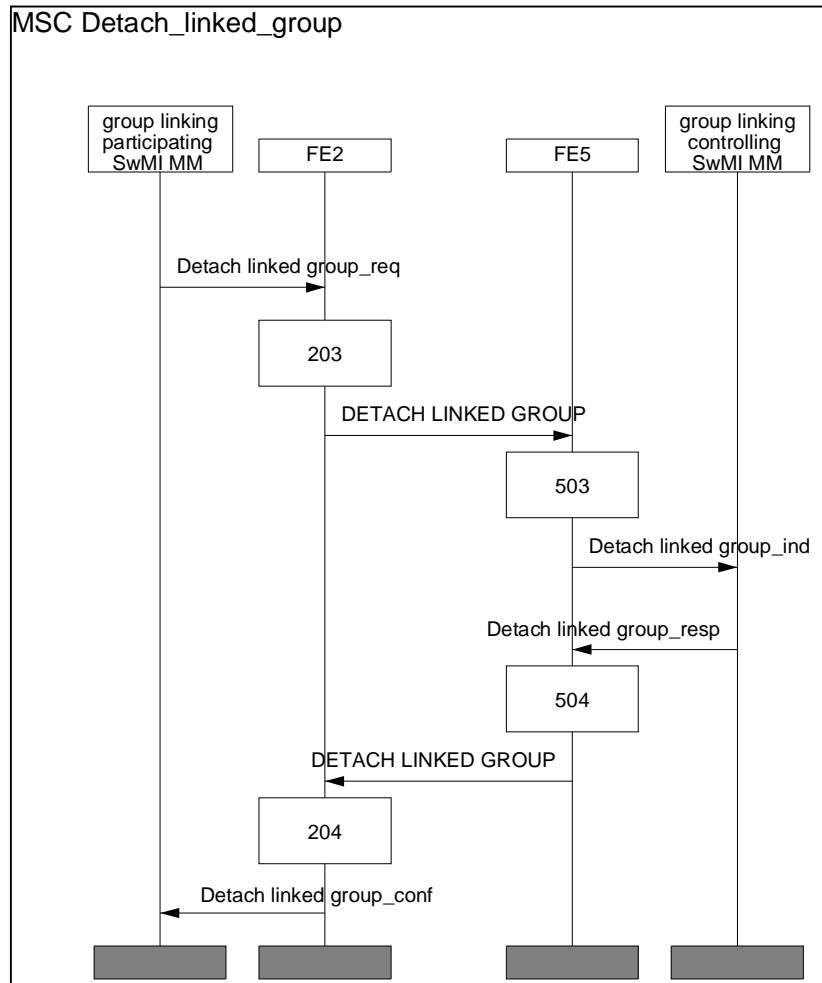 MSC Detach_linked_group
group linking
participating
SwMI MM
FE2
FE5
group linking
controlling
SwMI MM
Detach linked group_req
203
DETACH LINKED GROUP
503
Detach linked group_ind
Detach linked group_resp
504
DETACH LINKED GROUP
204
Detach linked group_conf